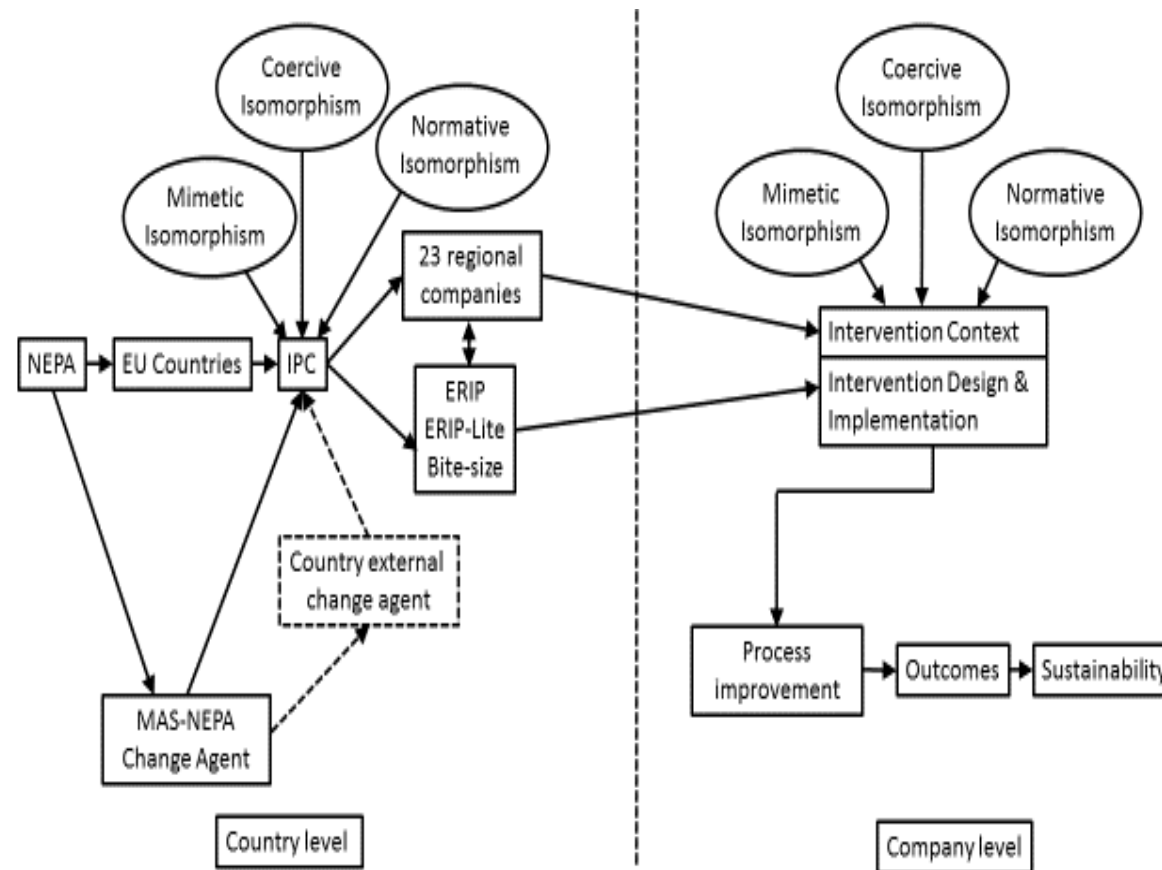 Coercive
Isomorphism
Normative
Isomorphism
Mimetic
Isomorphism
23 regional
companies
NEPA
EU Countries
IPC
ERIP
ERIP-Lite
Bite-size
Country external
change agent
MAS-NEPA
Change Agent
Country level
Coercive
Isomorphism
Mimetic
Isomorphism
Normative
Isomorphism
Intervention Context
Intervention Design &
Implementation
Process
improvement
Outcomes
Sustainability
Company level